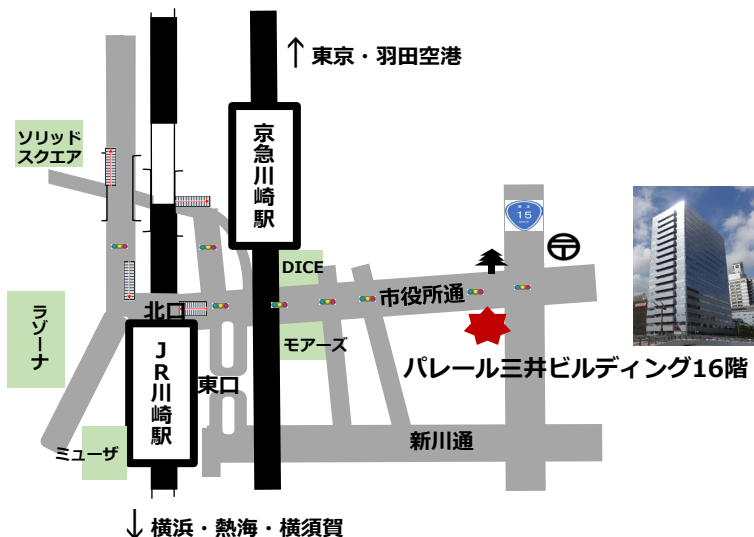 ↑ 東京・羽田空港
ソリッド
スクエア
京急川崎駅
15
DICE
市役所通
北口
ラゾーナ
モアーズ
JR川崎駅
東口
パレール三井ビルディング16階
新川通
ミューザ
↓ 横浜・熱海・横須賀